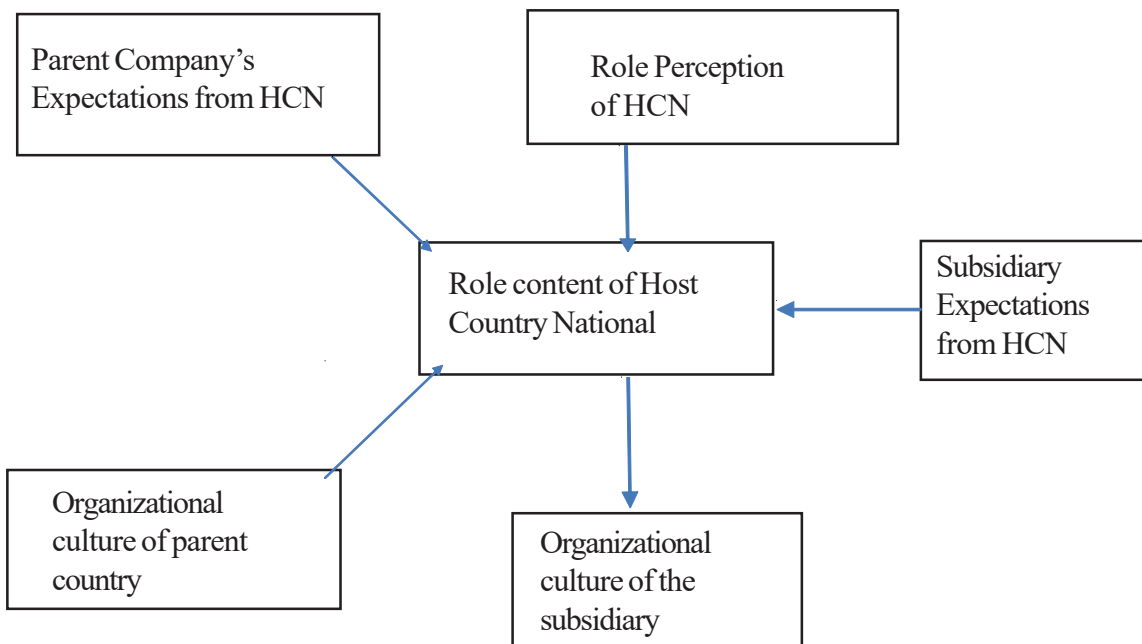 Parent Company’s
Expectations from HCN
Role Perception
of HCN
Role content of Host
Country National
Subsidiary
Expectations
from HCN
Organizational
culture of parent
country
Organizational
culture of the
subsidiary